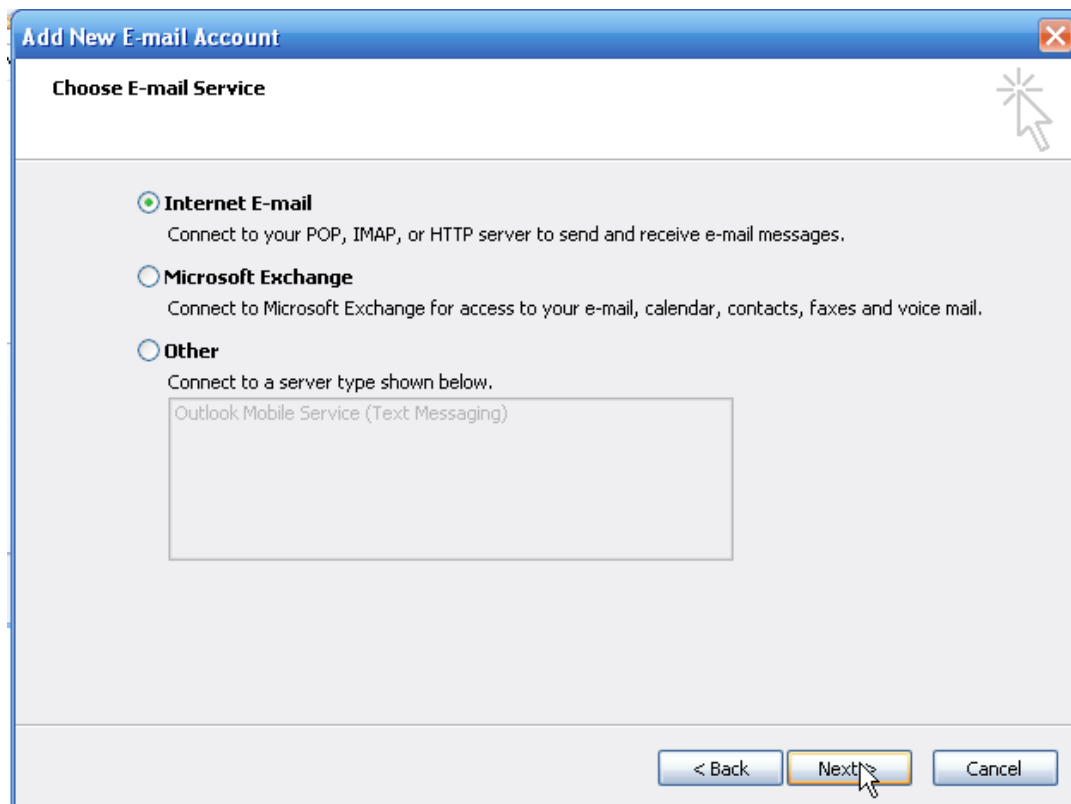 Add New E-mail Account
Choose E-mail Service
Internet E-mail
Connect to your POP, IMAP, or HTTP server to send and receive e-mail messages.
Microsoft Exchange
Connect to Microsoft Exchange for access to your e-mail, calendar, contacts, faxes and voice mail.
Other
Connect to a server type shown below.
Outlook Mobile Service (Text Messaging)
< Back Next > Cancel